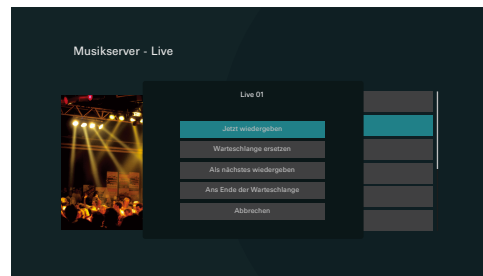 Musikserver - Live
Live 01
Jetzt wiedergeben
Warteschlange ersetzen
Als nächstes wiedergeben
Ans Ende der Warteschlange
Abbrechen